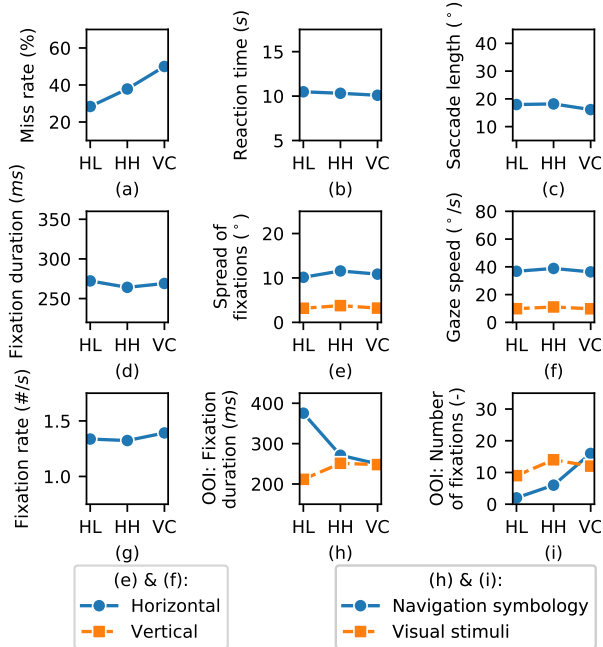 Miss rate (%)
60
40
20
HL HH VC
(a)
Reaction time (s)
15
10
5
HL HH VC
(b)
Saccade length (°)
40
30
20
10
HL HH VC
(c)
Fixation duration (ms)
350
300
250
HL HH VC
(d)
Spread of
fixations (°)
20
10
0
HL HH VC
(e)
Gaze speed (°/s)
80
60
40
20
0
HL HH VC
(f)
Fixation rate (#/s)
1.5
1.0
HL HH VC
(g)
OOI: Fixation
duration (ms)
400
300
200
HL HH VC
(h)
OOI: Number
of fixations (-)
30
20
10
0
HL HH VC
(i)
(e) & (f):
Horizontal
Vertical
(h) & (i):
Navigation symbology
Visual stimuli